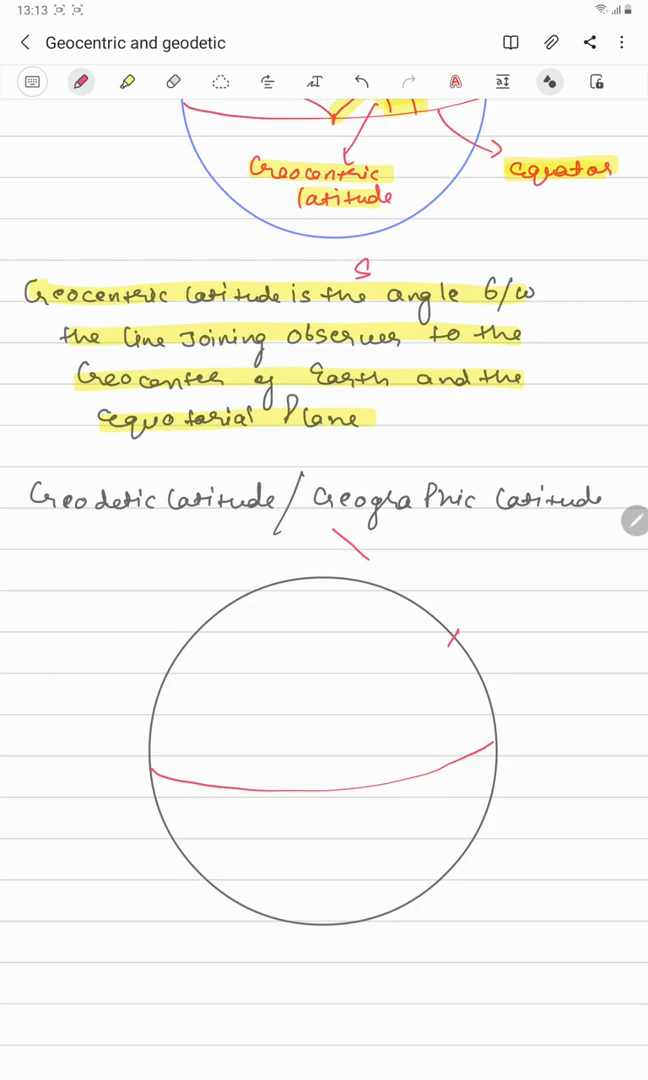 13:13
Geocentric and geodetic
Geocentric
latitude
equator
S
Geocentric latitude is the angle b/w
the line joining observer to the
Geocenter of Earth and the
equatorial Plane
Geodetic latitude / Geographic latitude